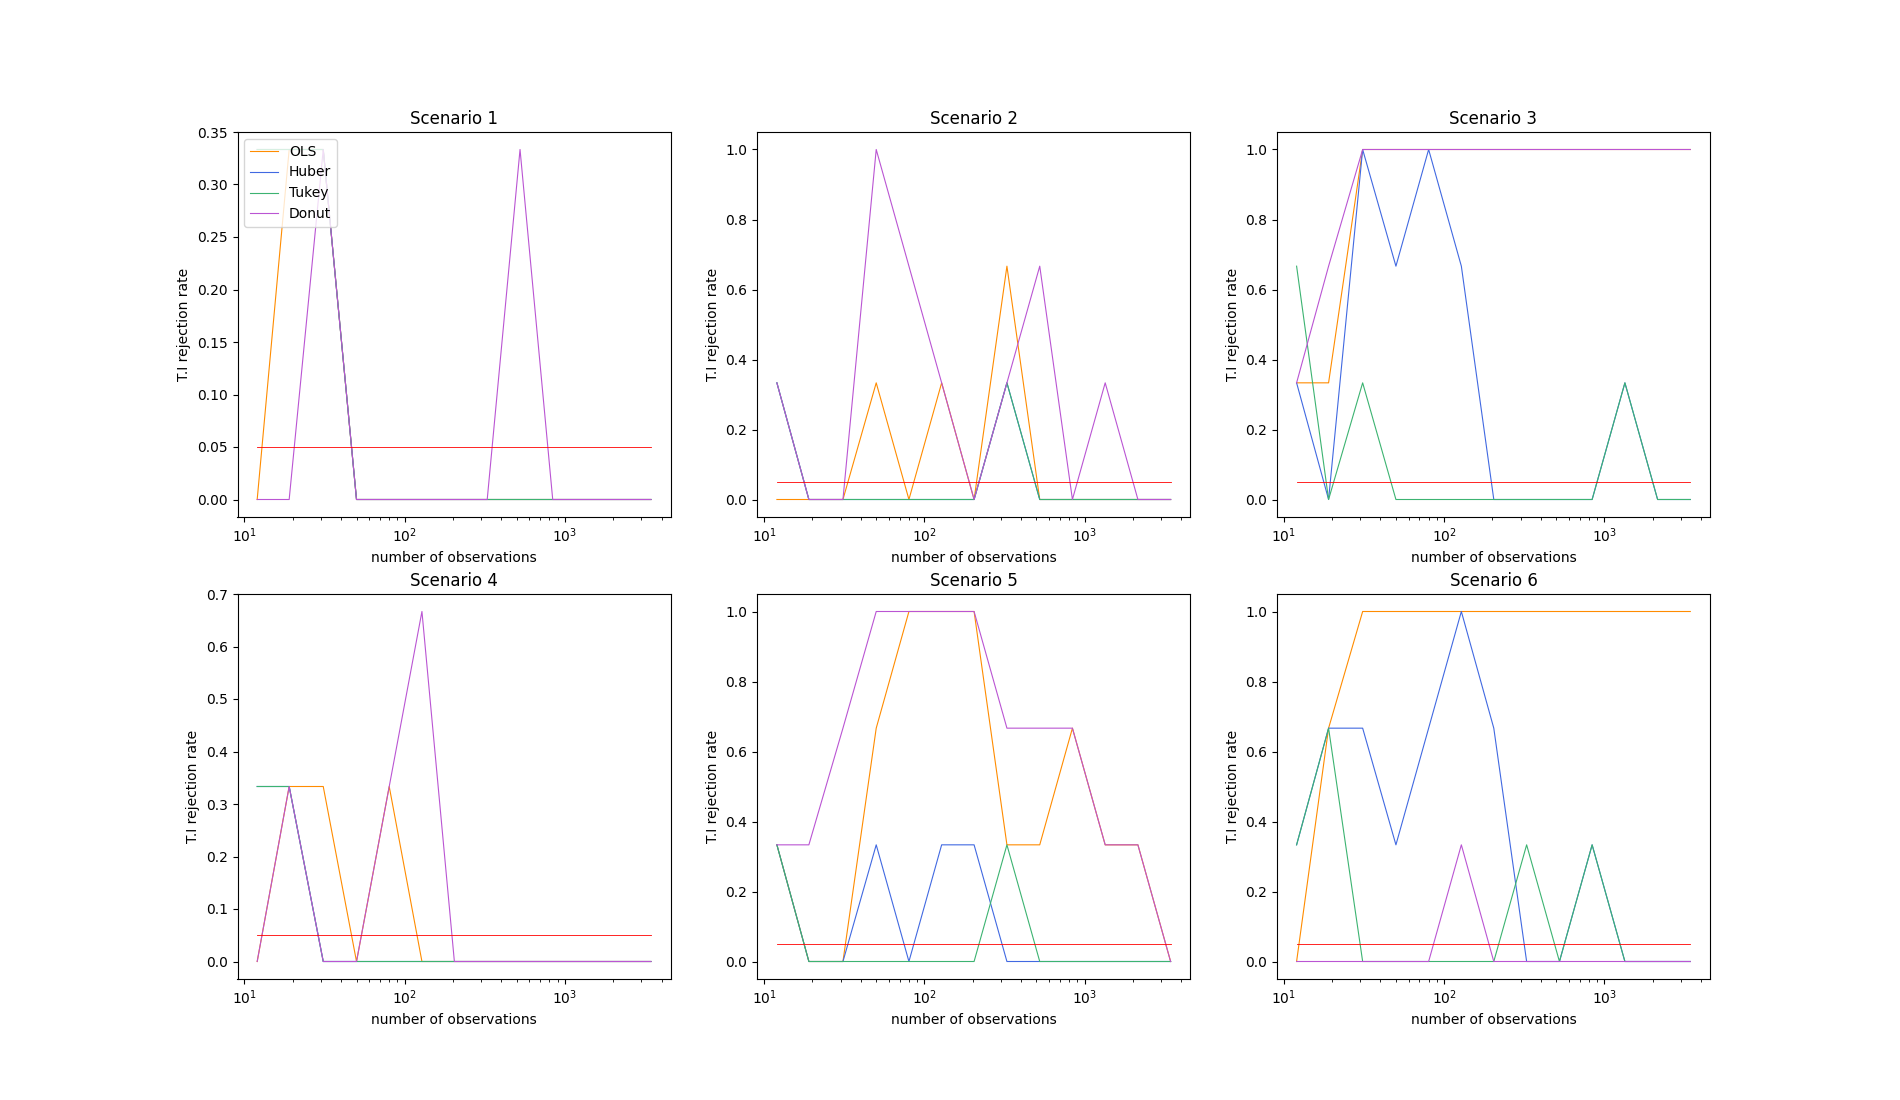 Scenario 1
0.35
0.30
0.25
0.20
0.15
0.10
0.05
0.00
T.I rejection rate
OLS
Huber
Tukey
Donut
10¹ 10² 10³
number of observations
Scenario 2
1.0
0.8
0.6
0.4
0.2
0.0
T.I rejection rate
10¹ 10² 10³
number of observations
Scenario 3
1.0
0.8
0.6
0.4
0.2
0.0
T.I rejection rate
10¹ 10² 10³
number of observations
Scenario 4
0.7
0.6
0.5
0.4
0.3
0.2
0.1
0.0
T.I rejection rate
10¹ 10² 10³
number of observations
Scenario 5
1.0
0.8
0.6
0.4
0.2
0.0
T.I rejection rate
10¹ 10² 10³
number of observations
Scenario 6
1.0
0.8
0.6
0.4
0.2
0.0
T.I rejection rate
10¹ 10² 10³
number of observations